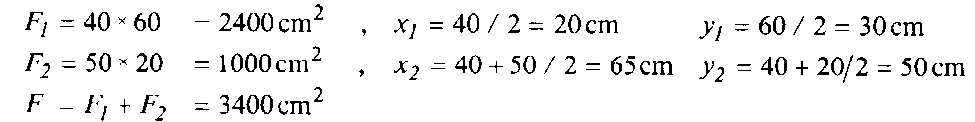 F₁ = 40 × 60 = 2400 cm² , x₁ = 40 / 2 = 20 cm y₁ = 60 / 2 = 30 cm
F₂ = 50 × 20 = 1000 cm² , x₂ = 40 + 50 / 2 = 65 cm y₂ = 40 + 20/2 = 50 cm
F = F₁ + F₂ = 3400 cm²